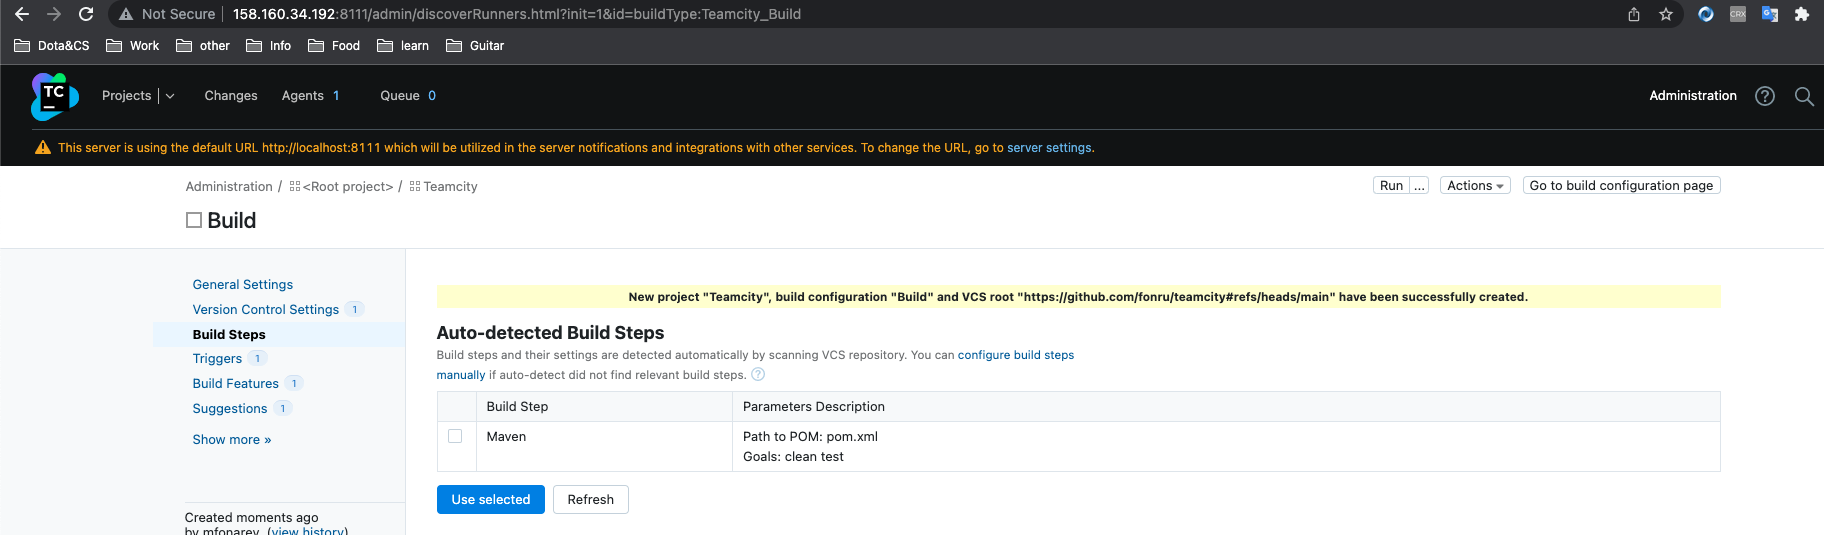 Not Secure 158.160.34.192:8111/admin/discoverRunners.html?init=1&id=buildType:Teamcity_Build CRX
Dota&CS Work other Info Food learn Guitar
TC Projects Changes Agents 1 Queue 0 Administration
This server is using the default URL http://localhost:8111 which will be utilized in the server notifications and integrations with other services. To change the URL, go to server settings.
Administration / <Root project> / Teamcity Run ... Actions Go to build configuration page
Build
General Settings
Version Control Settings 1
Build Steps
Triggers 1
Build Features 1
Suggestions 1
Show more »
Created moments ago
by mfonarev (view history)
New project "Teamcity", build configuration "Build" and VCS root "https://github.com/fonru/teamcity#refs/heads/main" have been successfully created.
Auto-detected Build Steps
Build steps and their settings are detected automatically by scanning VCS repository. You can configure build steps
manually if auto-detect did not find relevant build steps. ?
Build Step Parameters Description
Maven Path to POM: pom.xml
Goals: clean test
Use selected Refresh